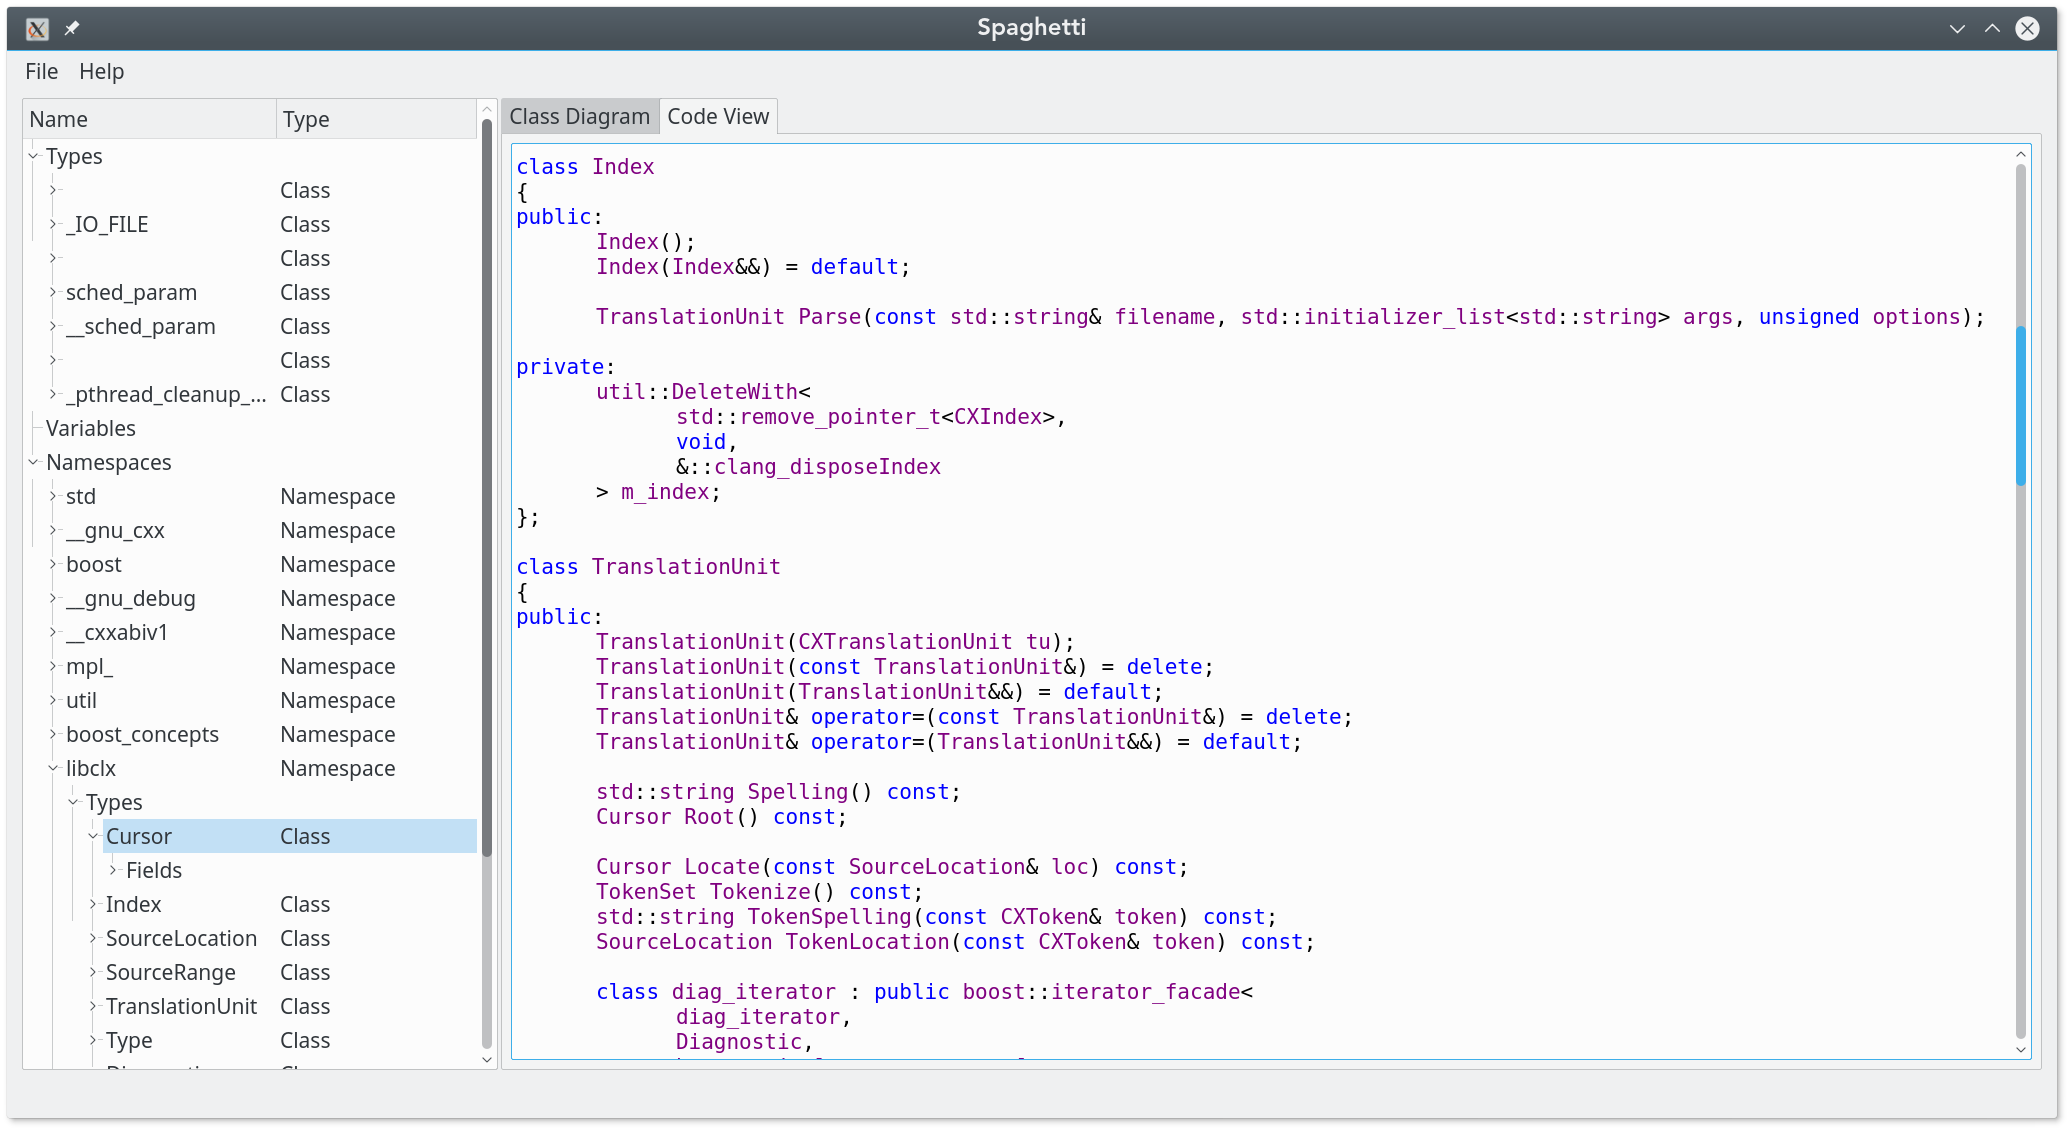 Spaghetti
File Help
Name Type
Types
Class
_IO_FILE Class
Class
sched_param Class
__sched_param Class
Class
_pthread_cleanup_... Class
Variables
Namespaces
std Namespace
__gnu_cxx Namespace
boost Namespace
__gnu_debug Namespace
__cxxabiv1 Namespace
mpl_ Namespace
util Namespace
boost_concepts Namespace
libclx Namespace
Types
Cursor Class
Fields
Index Class
SourceLocation Class
SourceRange Class
TranslationUnit Class
Type Class
Class Diagram Code View
class Index
{
public:
Index();
Index(Index&&) = default;
TranslationUnit Parse(const std::string& filename, std::initializer_list<std::string> args, unsigned options);
private:
util::DeleteWith<
std::remove_pointer_t<CXIndex>,
void,
&::clang_disposeIndex
> m_index;
};
class TranslationUnit
{
public:
TranslationUnit(CXTranslationUnit tu);
TranslationUnit(const TranslationUnit&) = delete;
TranslationUnit(TranslationUnit&&) = default;
TranslationUnit& operator=(const TranslationUnit&) = delete;
TranslationUnit& operator=(TranslationUnit&&) = default;
std::string Spelling() const;
Cursor Root() const;
Cursor Locate(const SourceLocation& loc) const;
TokenSet Tokenize() const;
std::string TokenSpelling(const CXToken& token) const;
SourceLocation TokenLocation(const CXToken& token) const;
class diag_iterator : public boost::iterator_facade<
diag_iterator,
Diagnostic,